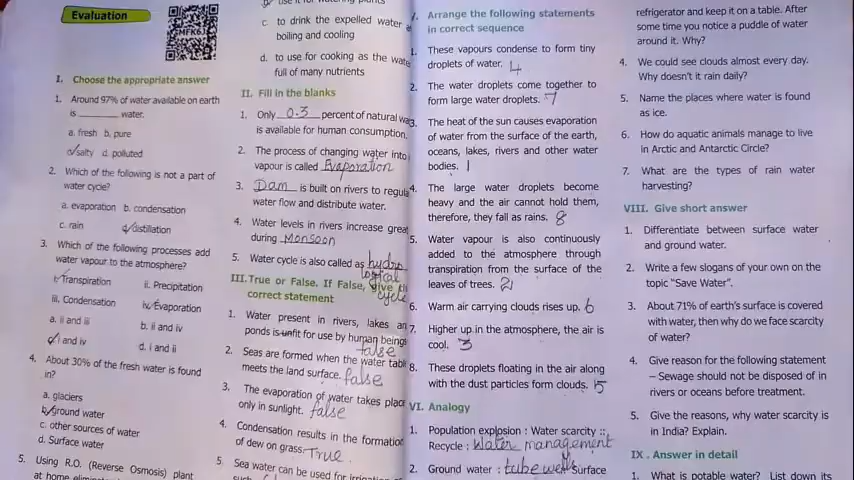 Evaluation
MFK6J
I. Choose the appropriate answer
1. Around 97% of water available on earth
is ______ water.
a. fresh b. pure
c. salty d. polluted
2. Which of the following is not a part of
water cycle?
a. evaporation b. condensation
c. rain d. distillation
3. Which of the following processes add
water vapour to the atmosphere?
i. Transpiration ii. Precipitation
iii. Condensation iv. Evaporation
a. ii and iii b. ii and iv
c. i and iv d. i and ii
4. About 30% of the fresh water is found
in?
a. glaciers
b. Ground water
c. other sources of water
d. Surface water
5. Using R.O. (Reverse Osmosis) plant
at home
c. to drink the expelled water
boiling and cooling
d. to use for cooking as the
full of many nutrients
II. Fill in the blanks
1. Only 0.3 percent of natural
is available for human consumption.
2. The process of changing water into
vapour is called Evaporation
3. Dam is built on rivers to
water flow and distribute water.
4. Water levels in rivers increase
during Monsoon
5. Water cycle is also called as hydro
logical
cycle
III. True or False. If False, give
correct statement
1. Water present in rivers, lakes
ponds is unfit for use by human beings
false
2. Seas are formed when the water
meets the land surface. false
3. The evaporation of water takes
only in sunlight. false
4. Condensation results in the formation
of dew on grass. True
5. Sea water can be used for
Arrange the following statements
in correct sequence
1. These vapours condense to form tiny
droplets of water. 4
2. The water droplets come together to
form large water droplets. 7
3. The heat of the sun causes evaporation
of water from the surface of the earth,
oceans, lakes, rivers and other water
bodies. 1
4. The large water droplets become
heavy and the air cannot hold them,
therefore, they fall as rains. 8
5. Water vapour is also continuously
added to the atmosphere through
transpiration from the surface of the
leaves of trees. 2
6. Warm air carrying clouds rises up. 6
7. Higher up in the atmosphere, the air is
cool. 3
8. These droplets floating in the air along
with the dust particles form clouds. 5
VI. Analogy
1. Population explosion : Water scarcity ::
Recycle : Water management
2. Ground water : tube wells Surface
refrigerator and keep it on a table. After
some time you notice a puddle of water
around it. Why?
4. We could see clouds almost every day.
Why doesn't it rain daily?
5. Name the places where water is found
as ice.
6. How do aquatic animals manage to live
in Arctic and Antarctic Circle?
7. What are the types of rain water
harvesting?
VIII. Give short answer
1. Differentiate between surface water
and ground water.
2. Write a few slogans of your own on the
topic "Save Water".
3. About 71% of earth's surface is covered
with water, then why do we face scarcity
of water?
4. Give reason for the following statement
– Sewage should not be disposed of in
rivers or oceans before treatment.
5. Give the reasons, why water scarcity is
in India? Explain.
IX . Answer in detail
1. What is potable water? List down its